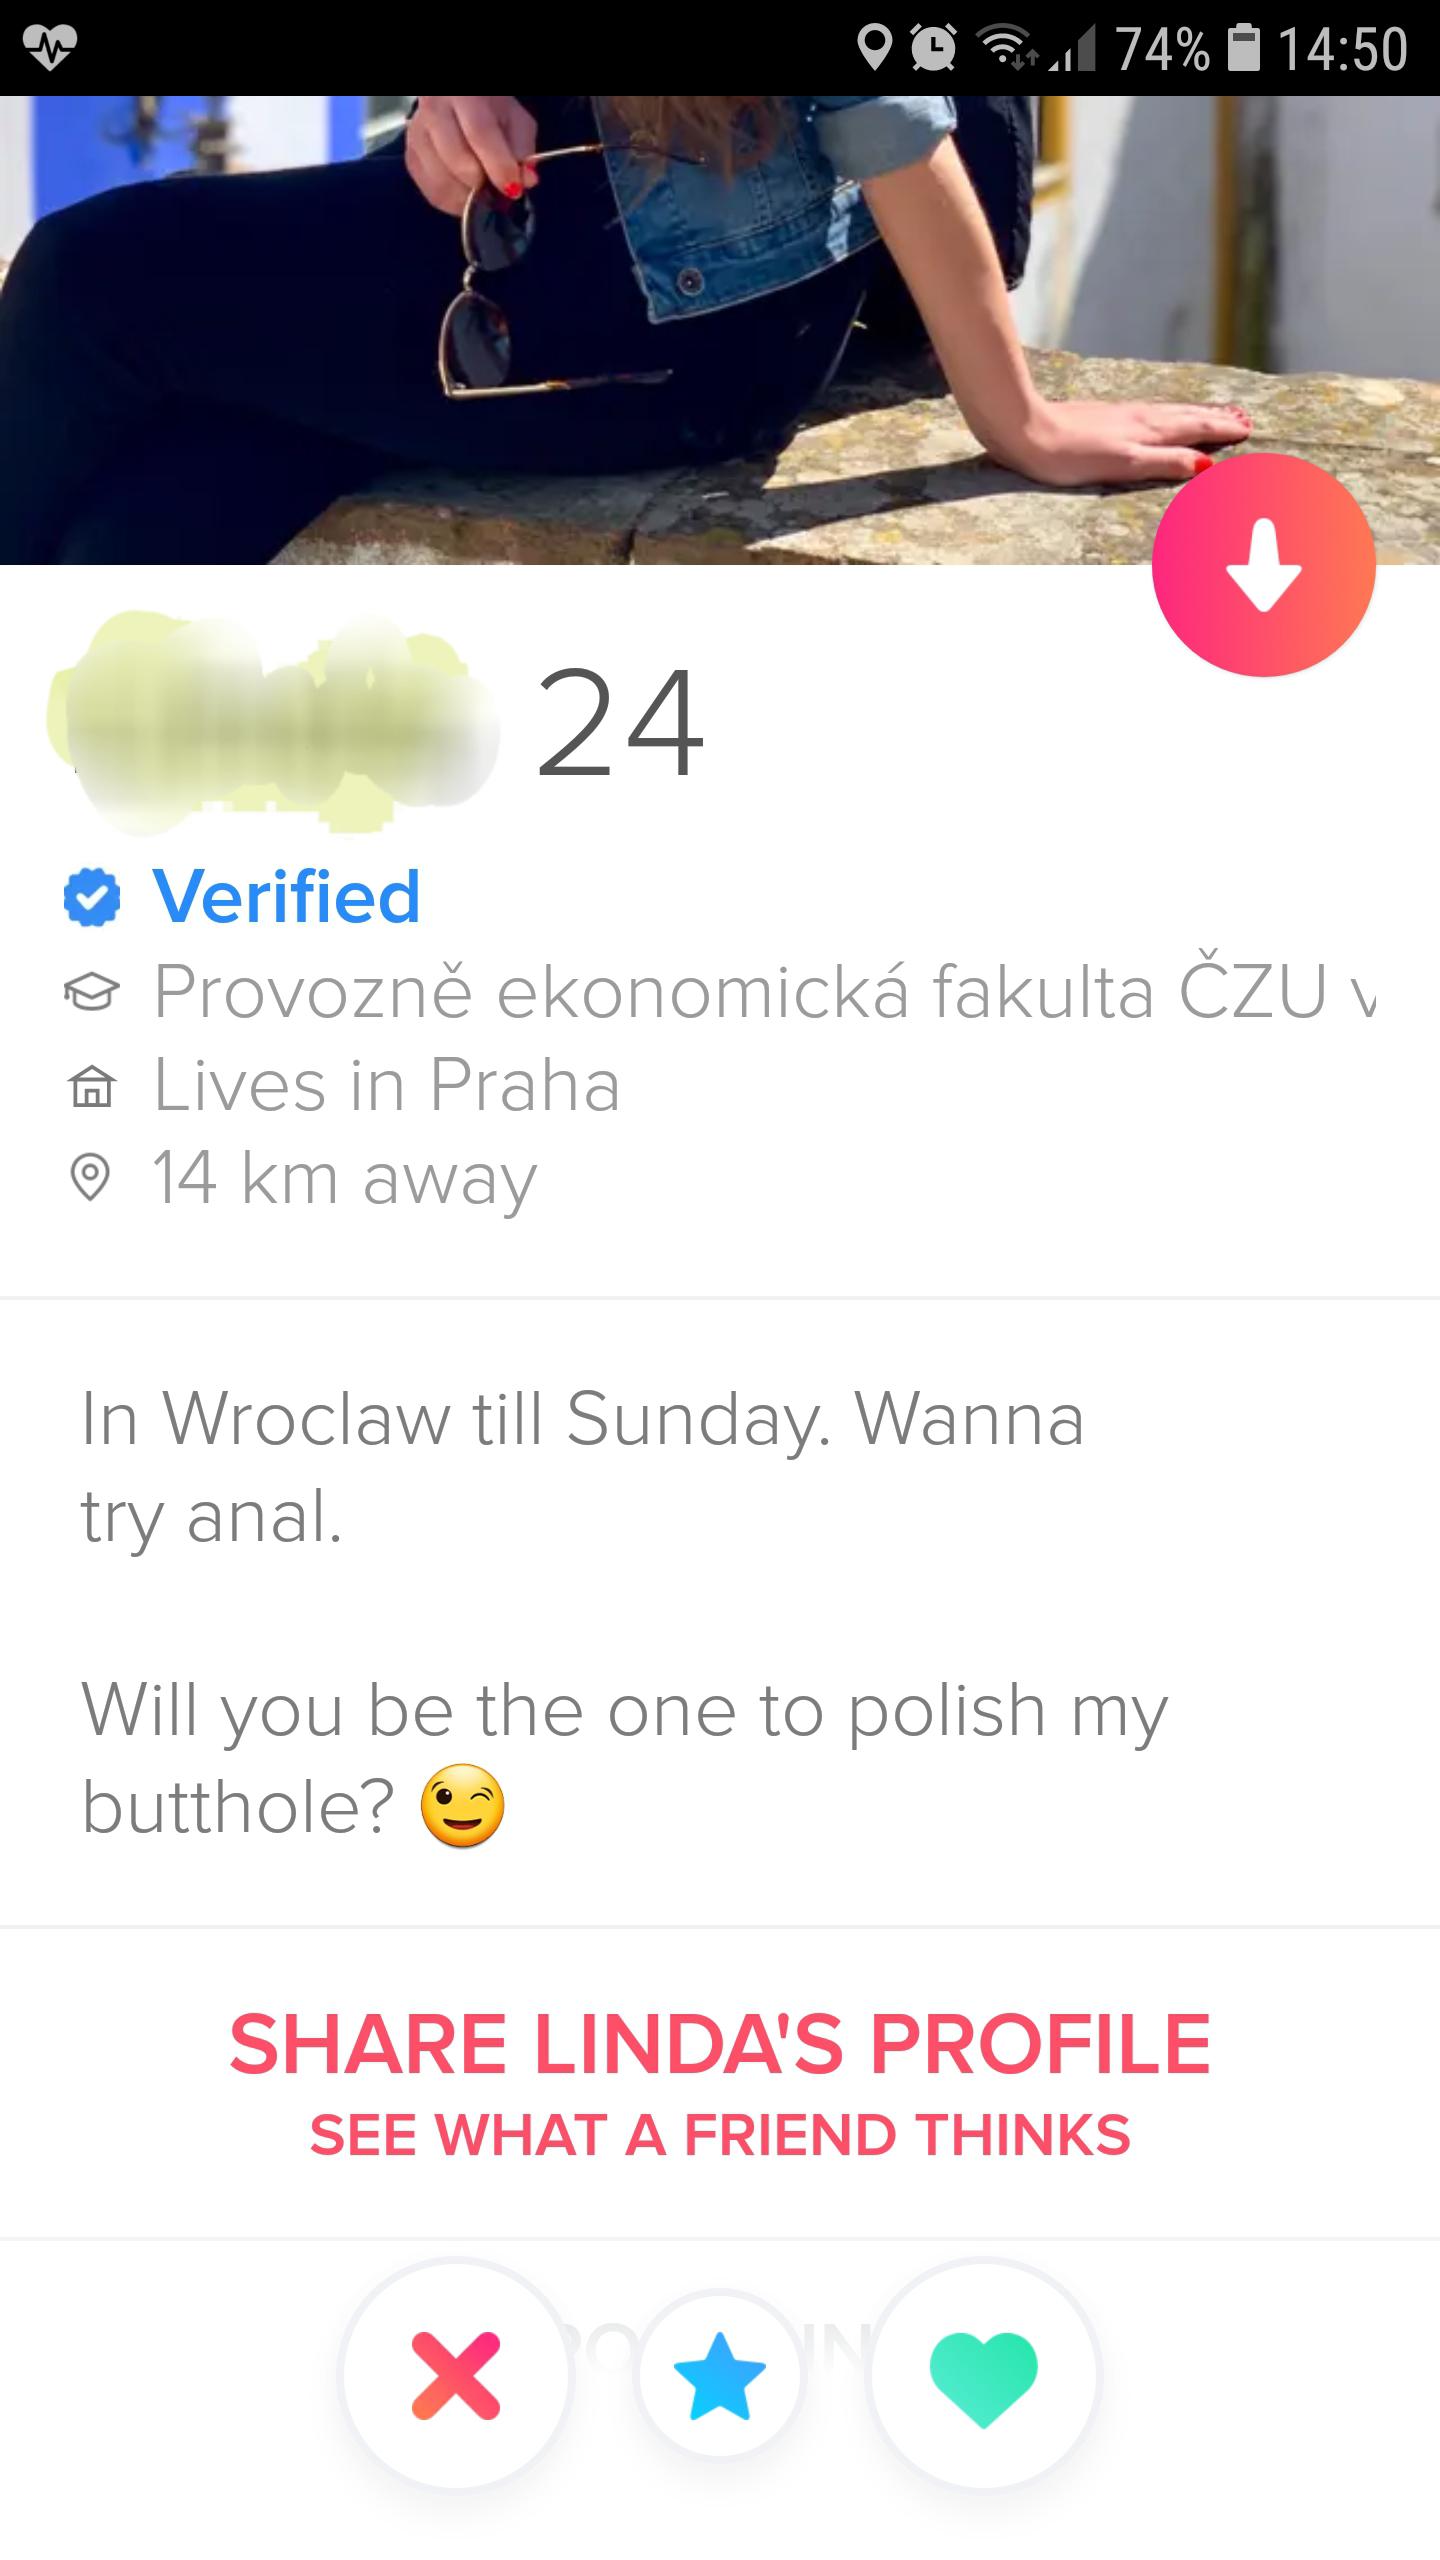 74% 14:50
24
Verified
Provozně ekonomická fakulta ČZU v
Lives in Praha
14 km away
In Wroclaw till Sunday. Wanna
try anal.
Will you be the one to polish my
butthole? 😉
SHARE LINDA'S PROFILE
SEE WHAT A FRIEND THINKS